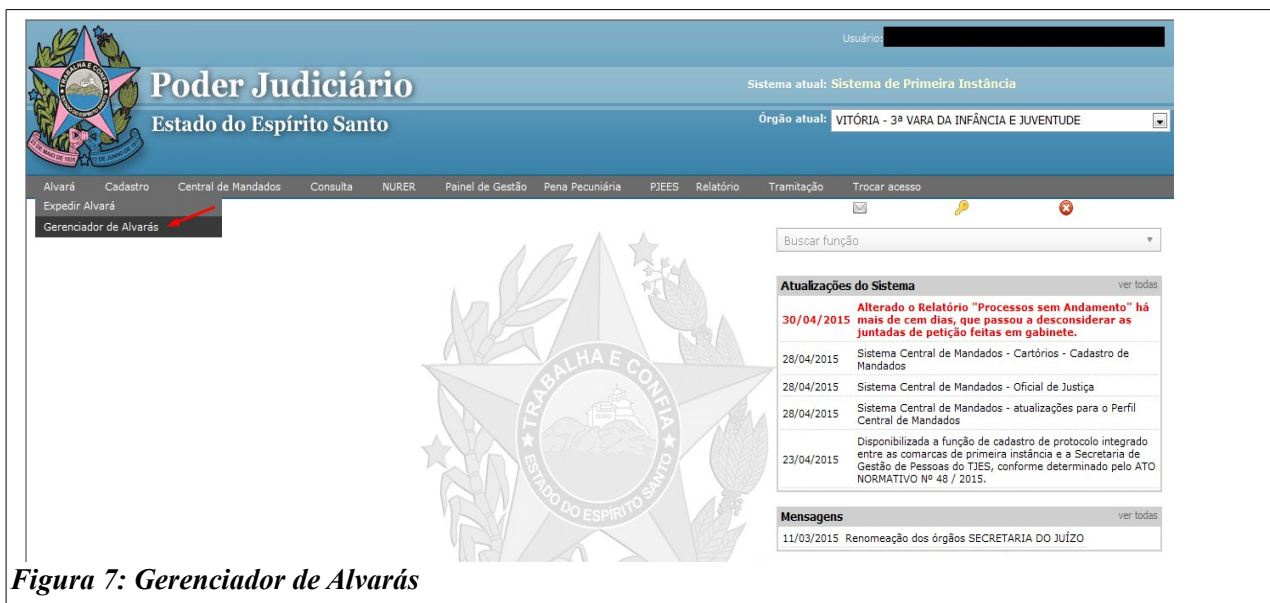 Usuário:
Poder Judiciário
Sistema atual: Sistema de Primeira Instância
Estado do Espírito Santo
Órgão atual: VITÓRIA - 3ª VARA DA INFÂNCIA E JUVENTUDE
Alvará Cadastro Central de Mandados Consulta NURER Painel de Gestão Pena Pecuniária PJEES Relatório Tramitação Trocar acesso
Expedir Alvará
Gerenciador de Alvarás
Buscar função
Atualizações do Sistema ver todas
30/04/2015 Alterado o Relatório "Processos sem Andamento" há
mais de cem dias, que passou a desconsiderar as
juntadas de petição feitas em gabinete.
28/04/2015 Sistema Central de Mandados - Cartórios - Cadastro de
Mandados
28/04/2015 Sistema Central de Mandados - Oficial de Justiça
28/04/2015 Sistema Central de Mandados - atualizações para o Perfil
Central de Mandados
23/04/2015 Disponibilizada a função de cadastro de protocolo integrado
entre as comarcas de primeira instância e a Secretaria de
Gestão de Pessoas do TJES, conforme determinado pelo ATO
NORMATIVO Nº 48 / 2015.
Mensagens ver todas
11/03/2015 Renomeação dos órgãos SECRETARIA DO JUÍZO
TRABALHA E CONFIA
ESTADO DO ESPIRITO SANTO
Figura 7: Gerenciador de Alvarás